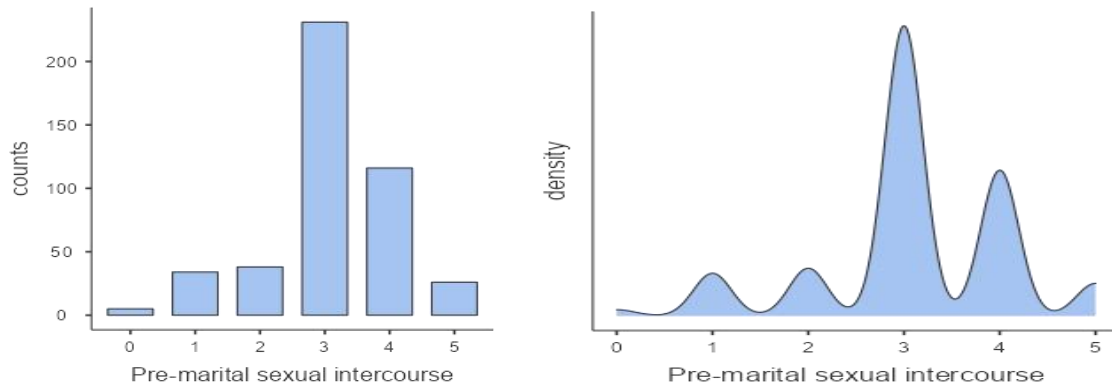 counts
200
150
100
50
0
0 1 2 3 4 5
Pre-marital sexual intercourse
density
0 1 2 3 4 5
Pre-marital sexual intercourse